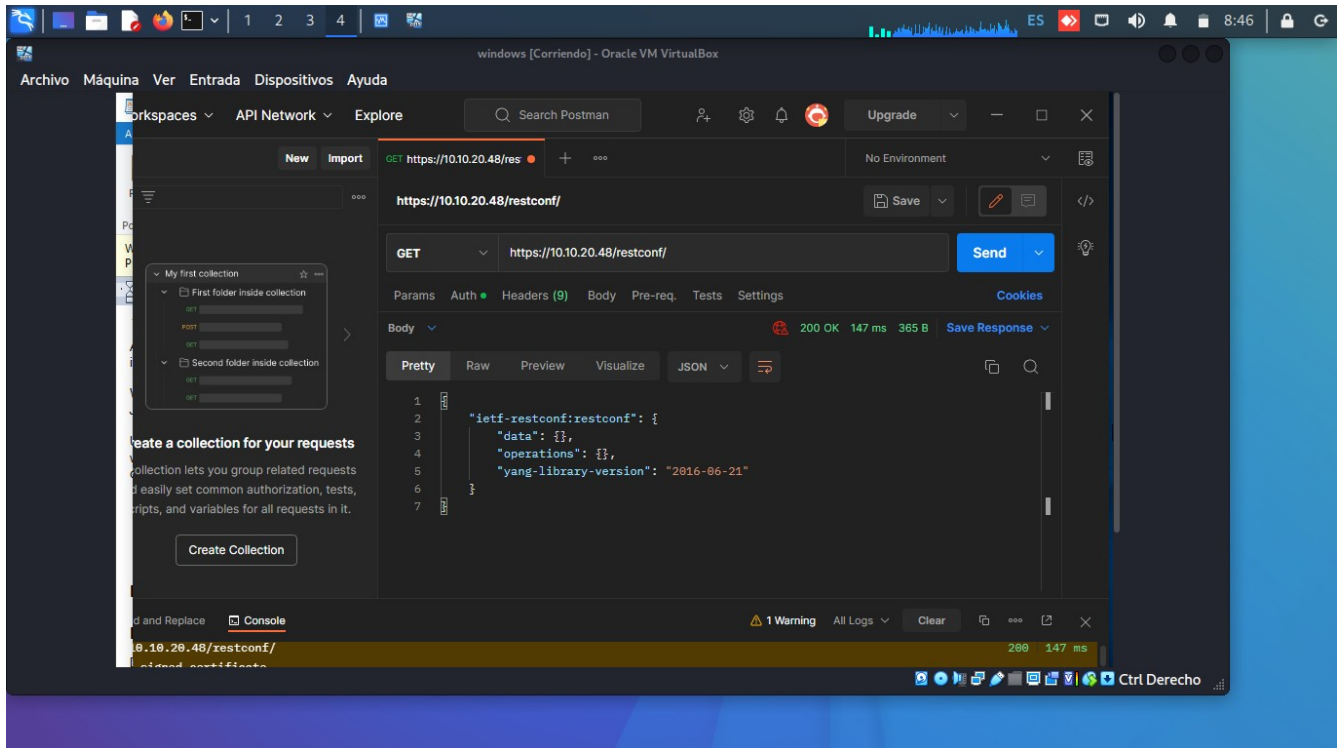 1 2 3 4 ES 8:46
windows [Corriendo] - Oracle VM VirtualBox
Archivo Máquina Ver Entrada Dispositivos Ayuda
orkspaces API Network Explore Search Postman Upgrade
New Import GET https://10.10.20.48/res No Environment
https://10.10.20.48/restconf/ Save
GET https://10.10.20.48/restconf/ Send
My first collection
First folder inside collection
GET
POST
GET
Second folder inside collection
GET
GET
Params Auth Headers (9) Body Pre-req. Tests Settings Cookies
Body 200 OK 147 ms 365 B Save Response
Pretty Raw Preview Visualize JSON
1 {
2 "ietf-restconf:restconf": {
3 "data": {},
4 "operations": {},
5 "yang-library-version": "2016-06-21"
6 }
7 }
eate a collection for your requests
collection lets you group related requests
d easily set common authorization, tests,
ripts, and variables for all requests in it.
Create Collection
d and Replace Console 1 Warning All Logs Clear
0.10.20.48/restconf/ 200 147 ms
signed certificate
Ctrl Derecho